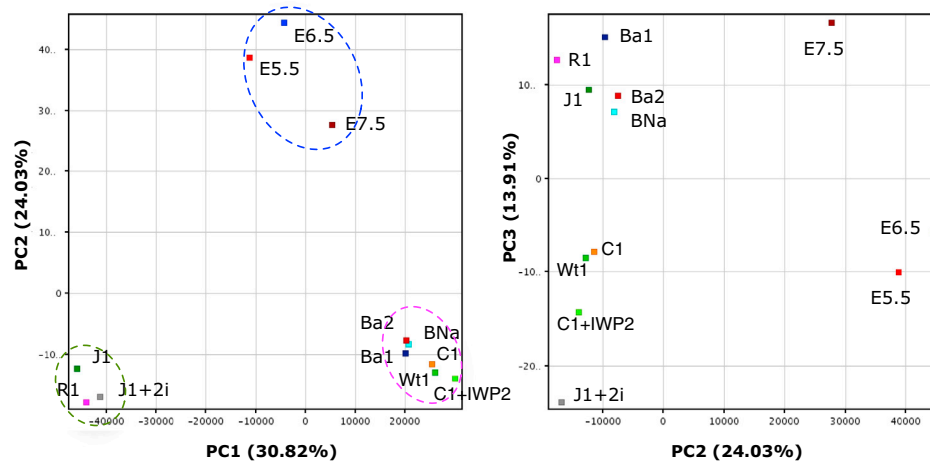 E6.5
E5.5
E7.5
40..
30..
20..
10..
0
-10..
Ba2
BNa
Ba1
C1
Wt1
C1+IWP2
J1
R1
J1+2i
-40000 -30000 -20000 -10000 0 10000 20000
PC1 (30.82%)
PC2 (24.03%)
Ba1
E7.5
R1
J1
Ba2
BNa
10..
0
-10..
-20..
C1
Wt1
E6.5
E5.5
C1+IWP2
J1+2i
-10000 0 10000 20000 30000 40000
PC2 (24.03%)
PC3 (13.91%)